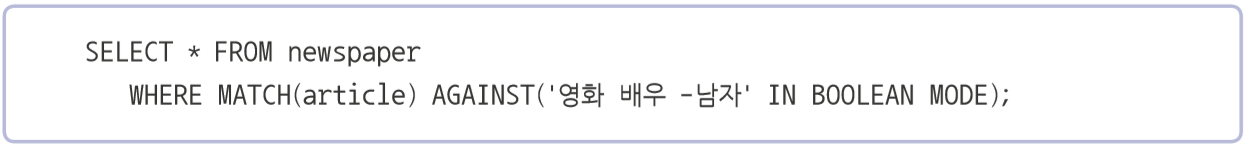 SELECT * FROM newspaper
WHERE MATCH(article) AGAINST('영화 배우 -남자' IN BOOLEAN MODE);